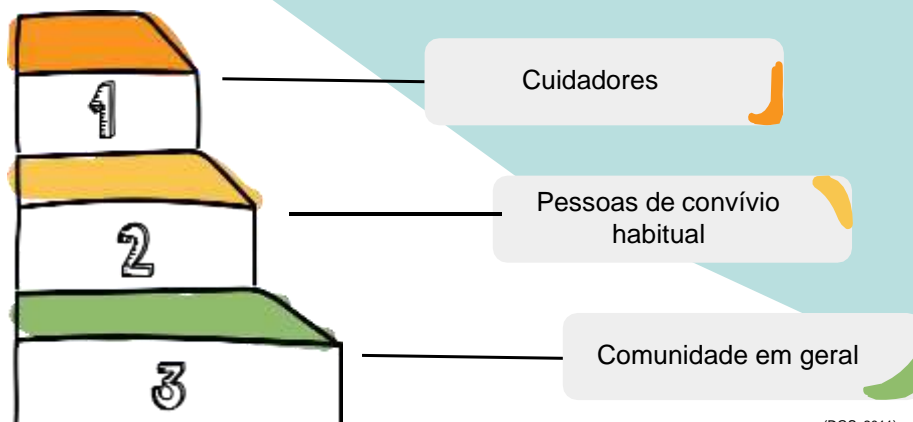 1
Cuidadores
2
Pessoas de convívio
habitual
3
Comunidade em geral